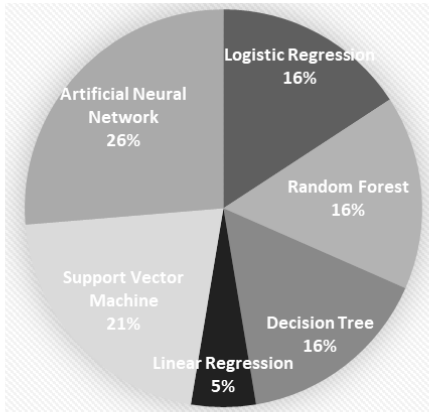 Logistic Regression
16%
Random Forest
16%
Decision Tree
16%
Linear Regression
5%
Support Vector
Machine
21%
Artificial Neural
Network
26%